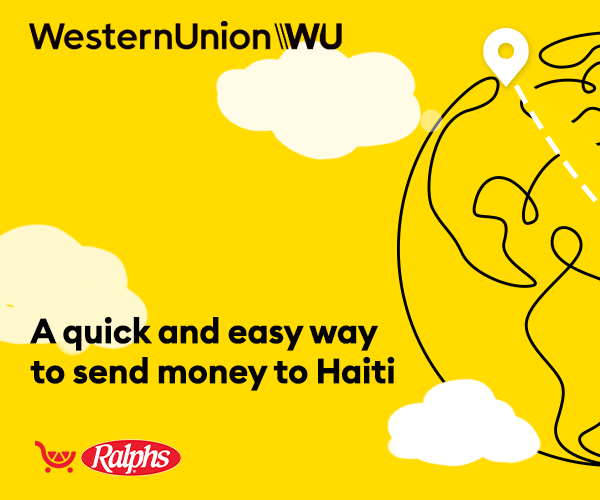 WesternUnion WU
A quick and easy way
to send money to Haiti
Ralphs